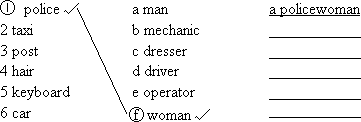 ① police ✓ a man a policewoman
2 taxi b mechanic
3 post c dresser
4 hair d driver
5 keyboard e operator
6 car ⓕ woman ✓